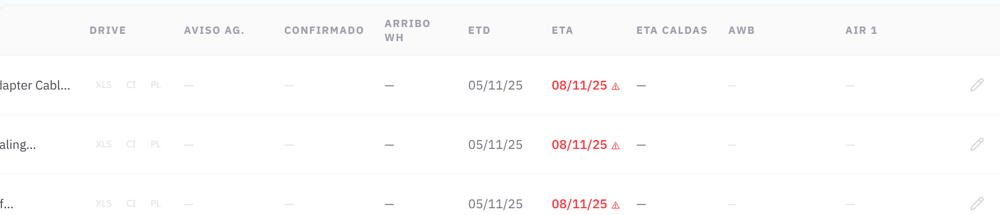 DRIVE AVISO AG. CONFIRMADO ARRIBO WH ETD ETA ETA CALDAS AWB AIR 1
dapter Cabl... XLS CI PL — — — 05/11/25 08/11/25 — — —
aling... XLS CI PL — — — 05/11/25 08/11/25 — — —
f... XLS CI PL — — — 05/11/25 08/11/25 — — —